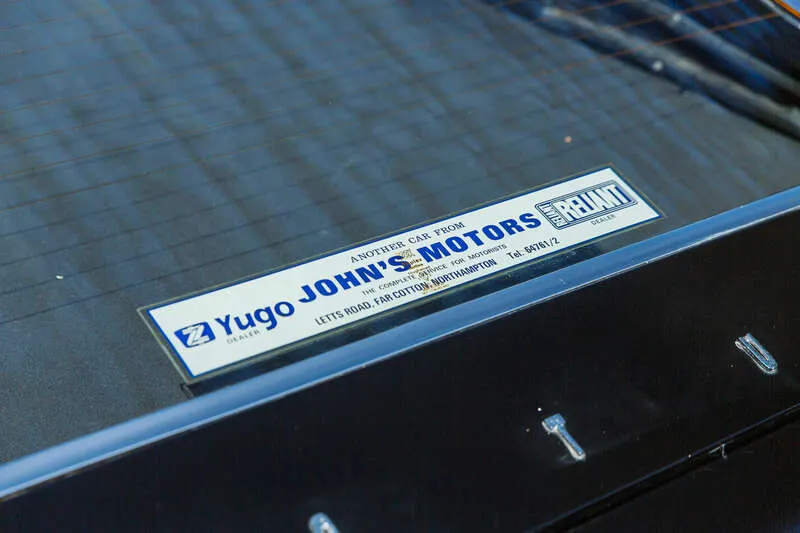 ANOTHER CAR FROM
Yugo JOHN'S MOTORS RELIANT
DEALER THE COMPLETE SERVICE FOR MOTORISTS DEALER
LETTS ROAD, FAR COTTON, NORTHAMPTON Tel. 64761/2